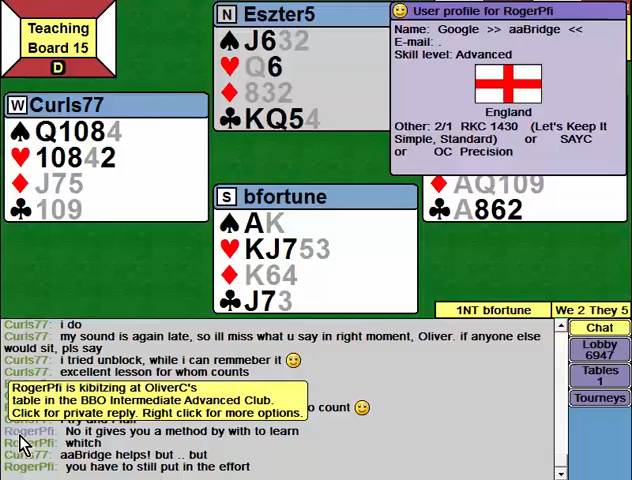 Teaching
Board 15
D
N Eszter5
♠ J632
♥ Q6
♦ 832
♣ KQ54
User profile for RogerPfi
Name: Google >> aaBridge <<
E-mail: .
Skill level: Advanced
England
Other: 2/1 RKC 1430 (Let's Keep It
Simple, Standard) or SAYC
or OC Precision
W Curls77
♠ Q1084
♥ 10842
♦ J75
♣ 109
♦ AQ109
♣ A862
S bfortune
♠ AK
♥ KJ753
♦ K64
♣ J73
1NT bfortune
We 2 They 5
Curls77: i do
Curls77: my sound is again late, so ill miss what u say in right moment, Oliver. if anyone else
would sit, pls say
Curls77: i tried unblock, while i can remmeber it
Curls77: excellent lesson for whom counts
RogerPfi is kibitzing at OliverC's
table in the BBO Intermediate Advanced Club.
Click for private reply. Right click for more options.
o count
RogerPfi: No it gives you a method by with to learn
RogerPfi: whitch
Curls77: aaBridge helps! but .. but
RogerPfi: you have to still put in the effort
Chat
Lobby
6947
Tables
1
Tourneys